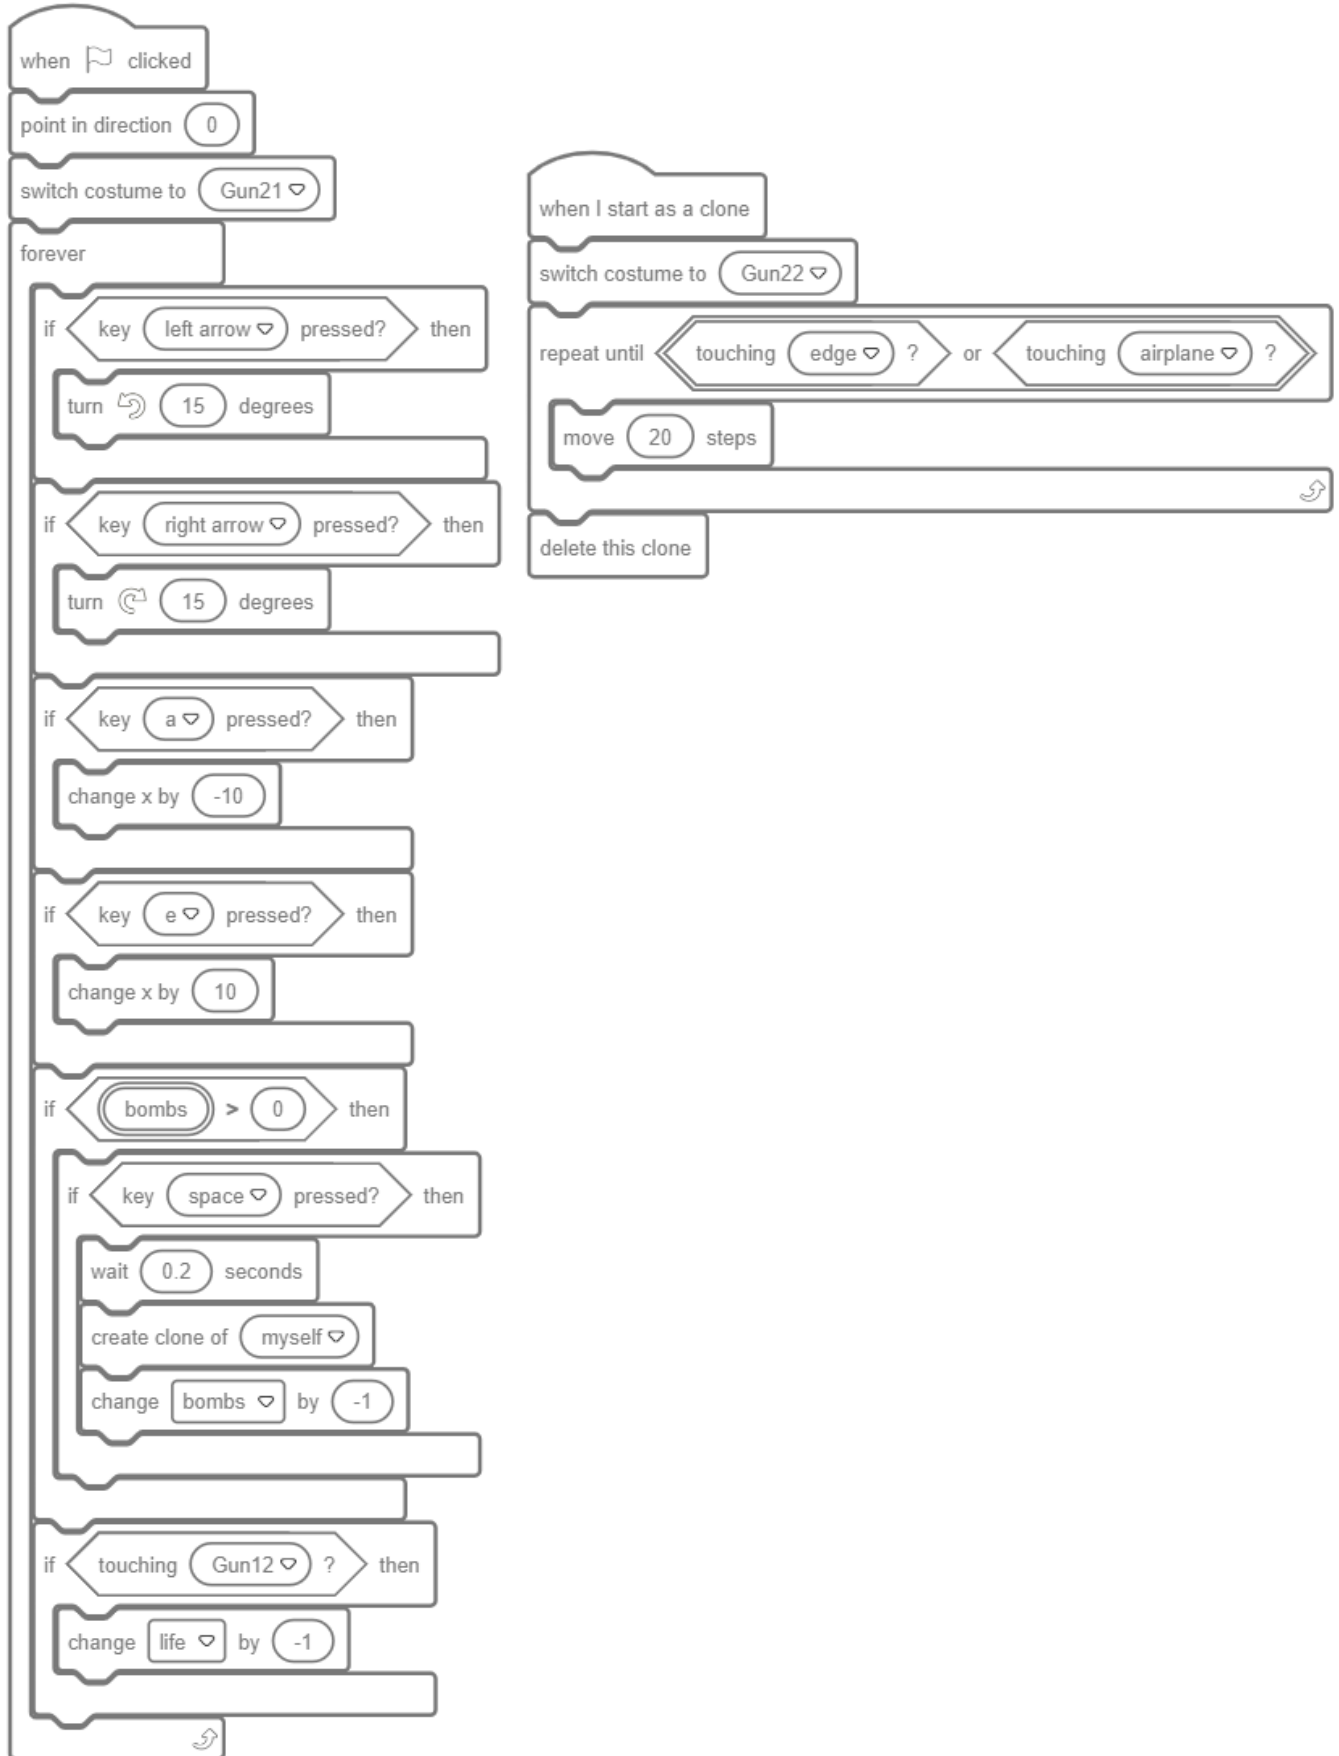 when clicked
point in direction 0
switch costume to Gun21
forever
if key left arrow pressed? then
turn 15 degrees
if key right arrow pressed? then
turn 15 degrees
if key a pressed? then
change x by -10
if key e pressed? then
change x by 10
if bombs > 0 then
if key space pressed? then
wait 0.2 seconds
create clone of myself
change bombs by -1
if touching Gun12 ? then
change life by -1
when I start as a clone
switch costume to Gun22
repeat until touching edge ? or touching airplane ?
move 20 steps
delete this clone